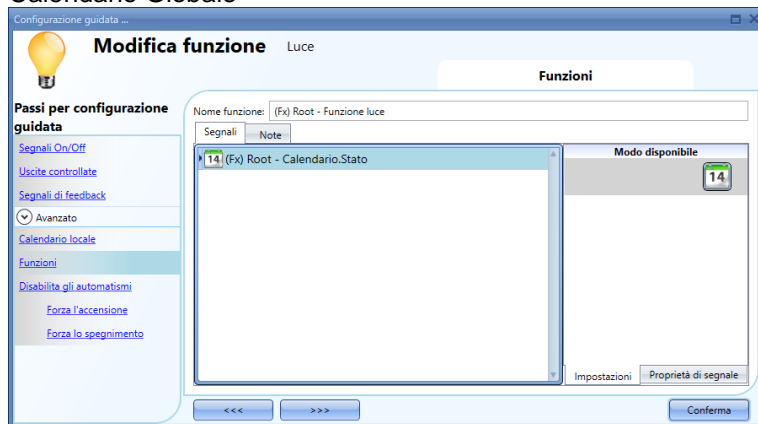 Calendario Globale
Configurazione guidata ...
Modifica funzione Luce
Funzioni
Passi per configurazione guidata
Segnali On/Off
Uscite controllate
Segnali di feedback
Avanzato
Calendario locale
Funzioni
Disabilita gli automatismi
Forza l'accensione
Forza lo spegnimento
Nome funzione: (Fx) Root - Funzione luce
Segnali Note
14 (Fx) Root - Calendario.Stato
Modo disponibile
14
Impostazioni Proprietà di segnale
<<< >>> Conferma